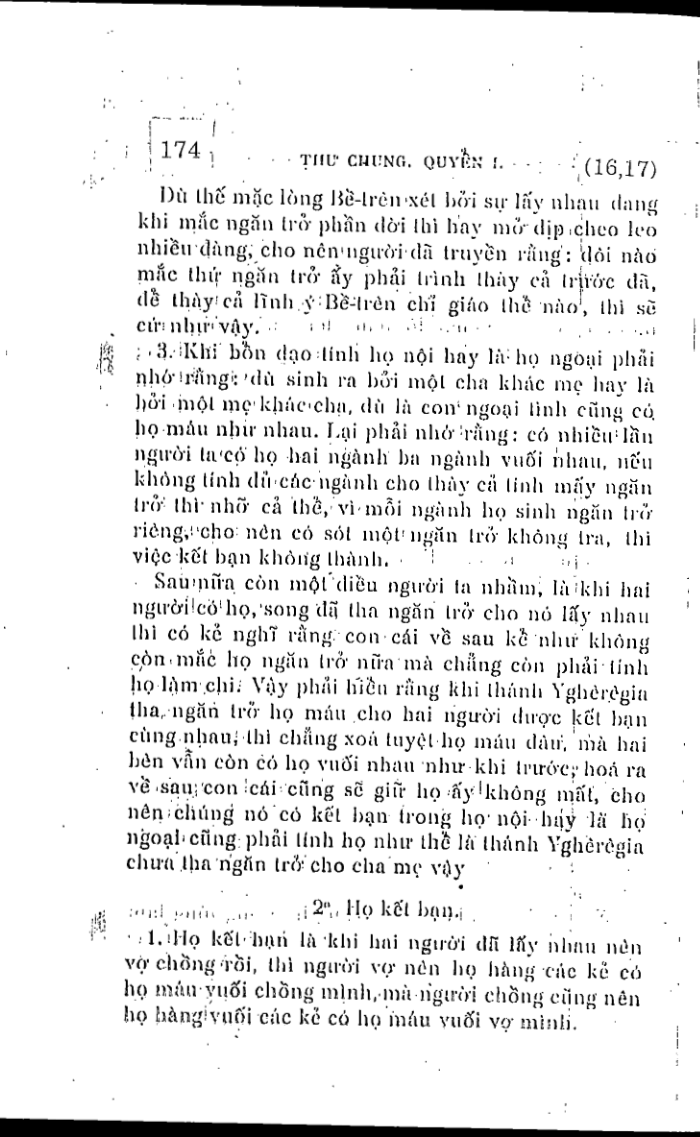 174
THƯ CHUNG. QUYỂN I.
(16,17)
Dù thế mặc lòng Bề-trên xét bởi sự lấy nhau dang
khi mắc ngăn trở phần đời thì hay mở dịp cheo leo
nhiều đàng, cho nên người đã truyền rằng: đôi nào
mắc thứ ngăn trở ấy phải trình thày cả trước đã,
để thày cả lĩnh ý Bề-trên chỉ giáo thể nào, thì sẽ
cứ như vậy.
3. Khi bổn đạo tính họ nội hay là họ ngoại phải
nhớ rằng: dù sinh ra bởi một cha khác mẹ hay là
bởi một mẹ khác cha, dù là con ngoại tình cũng có
họ máu như nhau. Lại phải nhớ rằng: có nhiều lần
người ta có họ hai ngành ba ngành vuối nhau, nếu
không tính đủ các ngành cho thày cả tính mấy ngăn
trở thì nhỡ cả thể, vì mỗi ngành họ sinh ngăn trở
riêng, cho nên có sót một ngăn trở không tra, thì
việc kết bạn không thành.
Sau nữa còn một điều người ta nhầm, là khi hai
người có họ, song đã tha ngăn trở cho nó lấy nhau
thì có kẻ nghĩ rằng con cái về sau kể như không
còn mắc họ ngăn trở nữa mà chẳng còn phải tính
họ làm chi. Vậy phải hiểu rằng khi thánh Yghêrêgia
tha ngăn trở họ máu cho hai người được kết bạn
cùng nhau, thì chẳng xoá tuyệt họ máu đâu, mà hai
bên vẫn còn có họ vuối nhau như khi trước, hoá ra
về sau con cái cũng sẽ giữ họ ấy không mất, cho
nên chúng nó có kết bạn trong họ nội hay là họ
ngoại cũng phải tính họ như thể là thánh Yghêrêgia
chưa tha ngăn trở cho cha mẹ vậy
2º. Họ kết bạn.
1. Họ kết bạn là khi hai người đã lấy nhau nên
vợ chồng rồi, thì người vợ nên họ hàng các kẻ có
họ máu vuối chồng mình, mà người chồng cũng nên
họ hàng vuối các kẻ có họ máu vuối vợ mình.